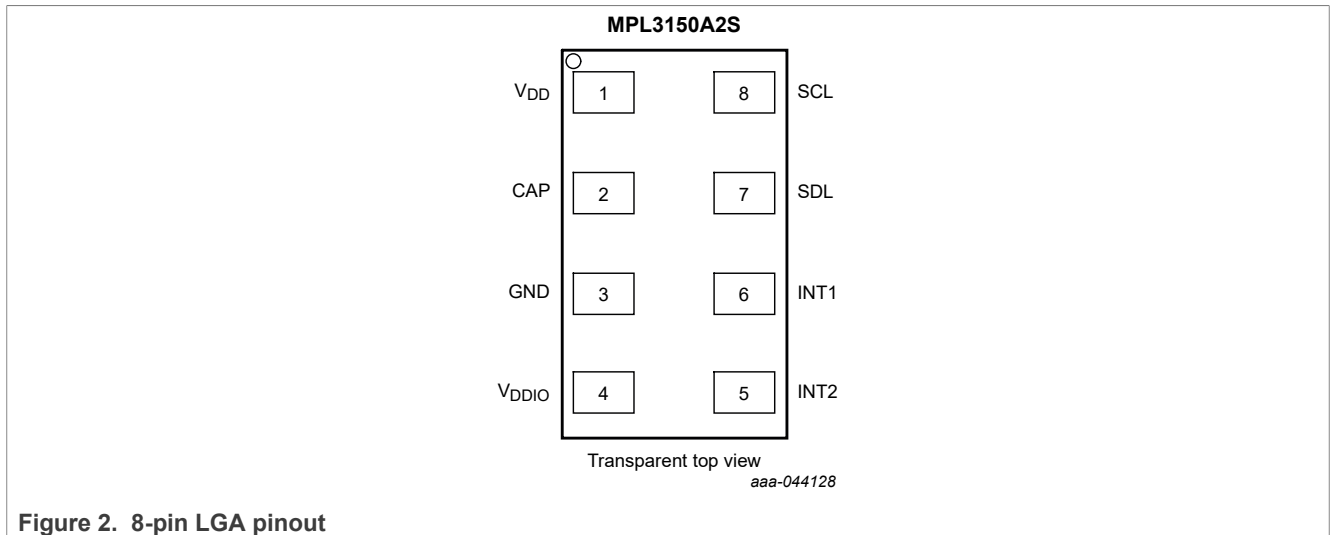 MPL3150A2S
VDD 1 8 SCL
CAP 2 7 SDL
GND 3 6 INT1
VDDIO 4 5 INT2
Transparent top view
aaa-044128
Figure 2. 8-pin LGA pinout